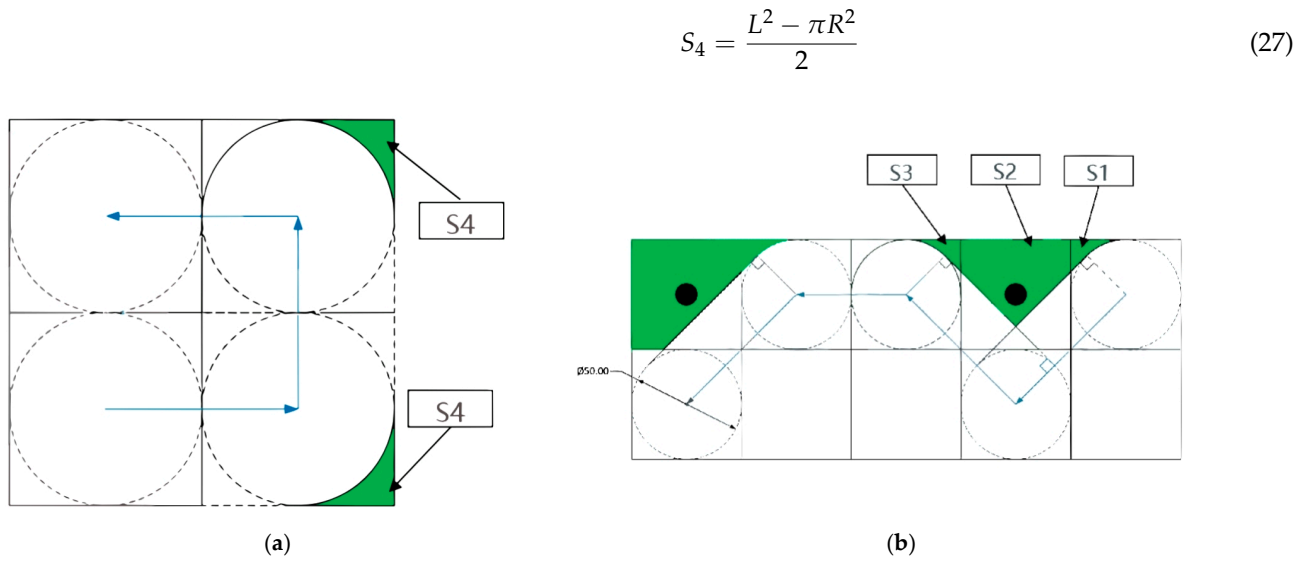 S₄ = (L² − πR²) / 2 (27)
S4
S4
(a)
S3 S2 S1
Ø50.00
(b)